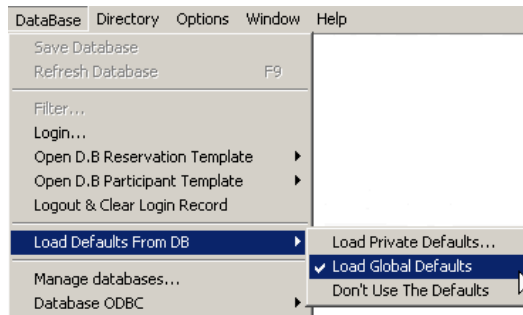 DataBase Directory Options Window Help
Save Database
Refresh Database F9
Filter...
Login...
Open D.B Reservation Template
Open D.B Participant Template
Logout & Clear Login Record
Load Defaults From DB
Load Private Defaults...
Load Global Defaults
Don't Use The Defaults
Manage databases...
Database ODBC